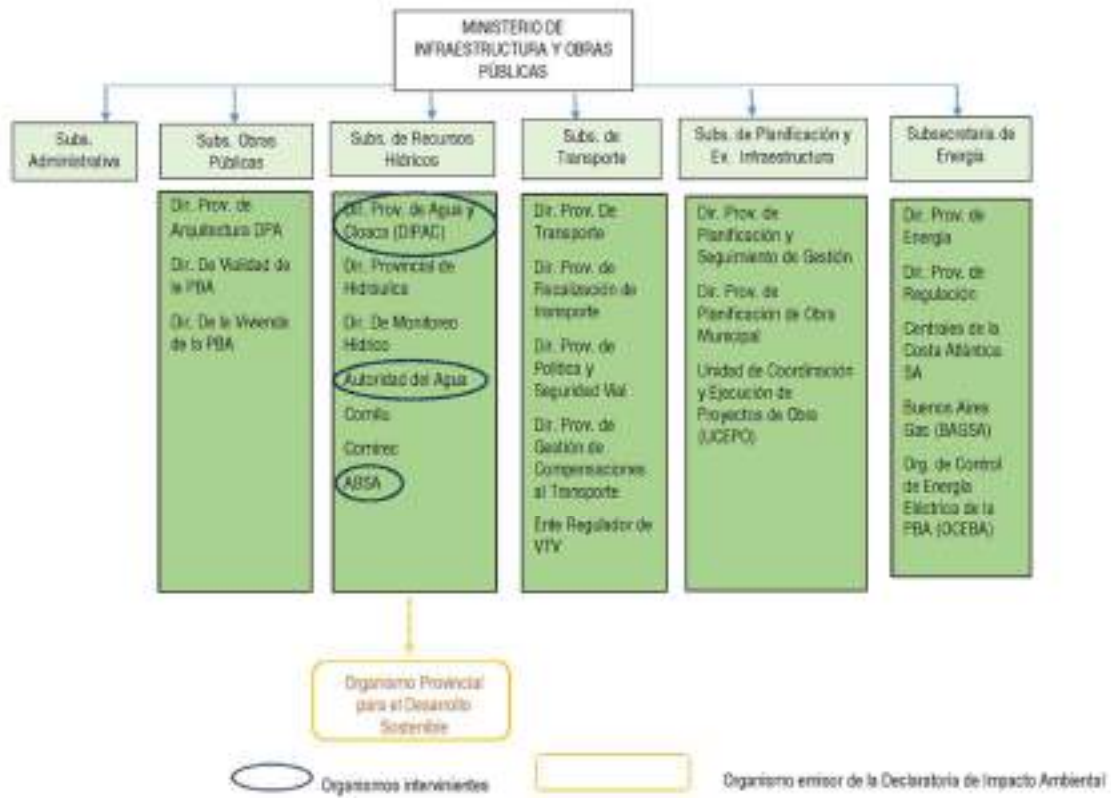 MINISTERIO DE
INFRAESTRUCTURA Y OBRAS
PÚBLICAS
Subs.
Administrativa
Subs. Obras
Públicas
Subs. de Recursos
Hídricos
Subs. de
Transporte
Subs. de Planificación y
Ex. Infraestructura
Subsecretaria de
Energía
Dir. Prov. de
Arquitectura DPA
Dir. De Vialidad de
la PBA
Dir. De la Vivienda
de la PBA
Dir. Prov. de Agua y
Cloaca (DIPAC)
Dir. Provincial de
Hidraulica
Dir. De Monitoreo
Hídrico
Autoridad del Agua
Comilu
Comirec
ABSA
Dir. Prov. De
Transporte
Dir. Prov. de
Fiscalización de
transporte
Dir. Prov. de
Política y
Seguridad Vial
Dir. Prov. de
Gestión de
Compensaciones
al Transporte
Ente Regulador de
VTV
Dir. Prov. de
Planificación y
Seguimiento de Gestión
Dir. Prov. de
Planificación de Obra
Municipal
Unidad de Coordinación
y Ejecución de
Proyectos de Obra
(UCEPO)
Dir. Prov. de
Energía
Dir. Prov. de
Regulación
Centrales de la
Costa Atlántica
SA
Buenos Aires
Gas (BAGSA)
Org. de Control
de Energía
Eléctrica de la
PBA (OCEBA)
Organismo Provincial
para el Desarrollo
Sostenible
Organismos intervinientes
Organismo emisor de la Declaratoria de Impacto Ambiental